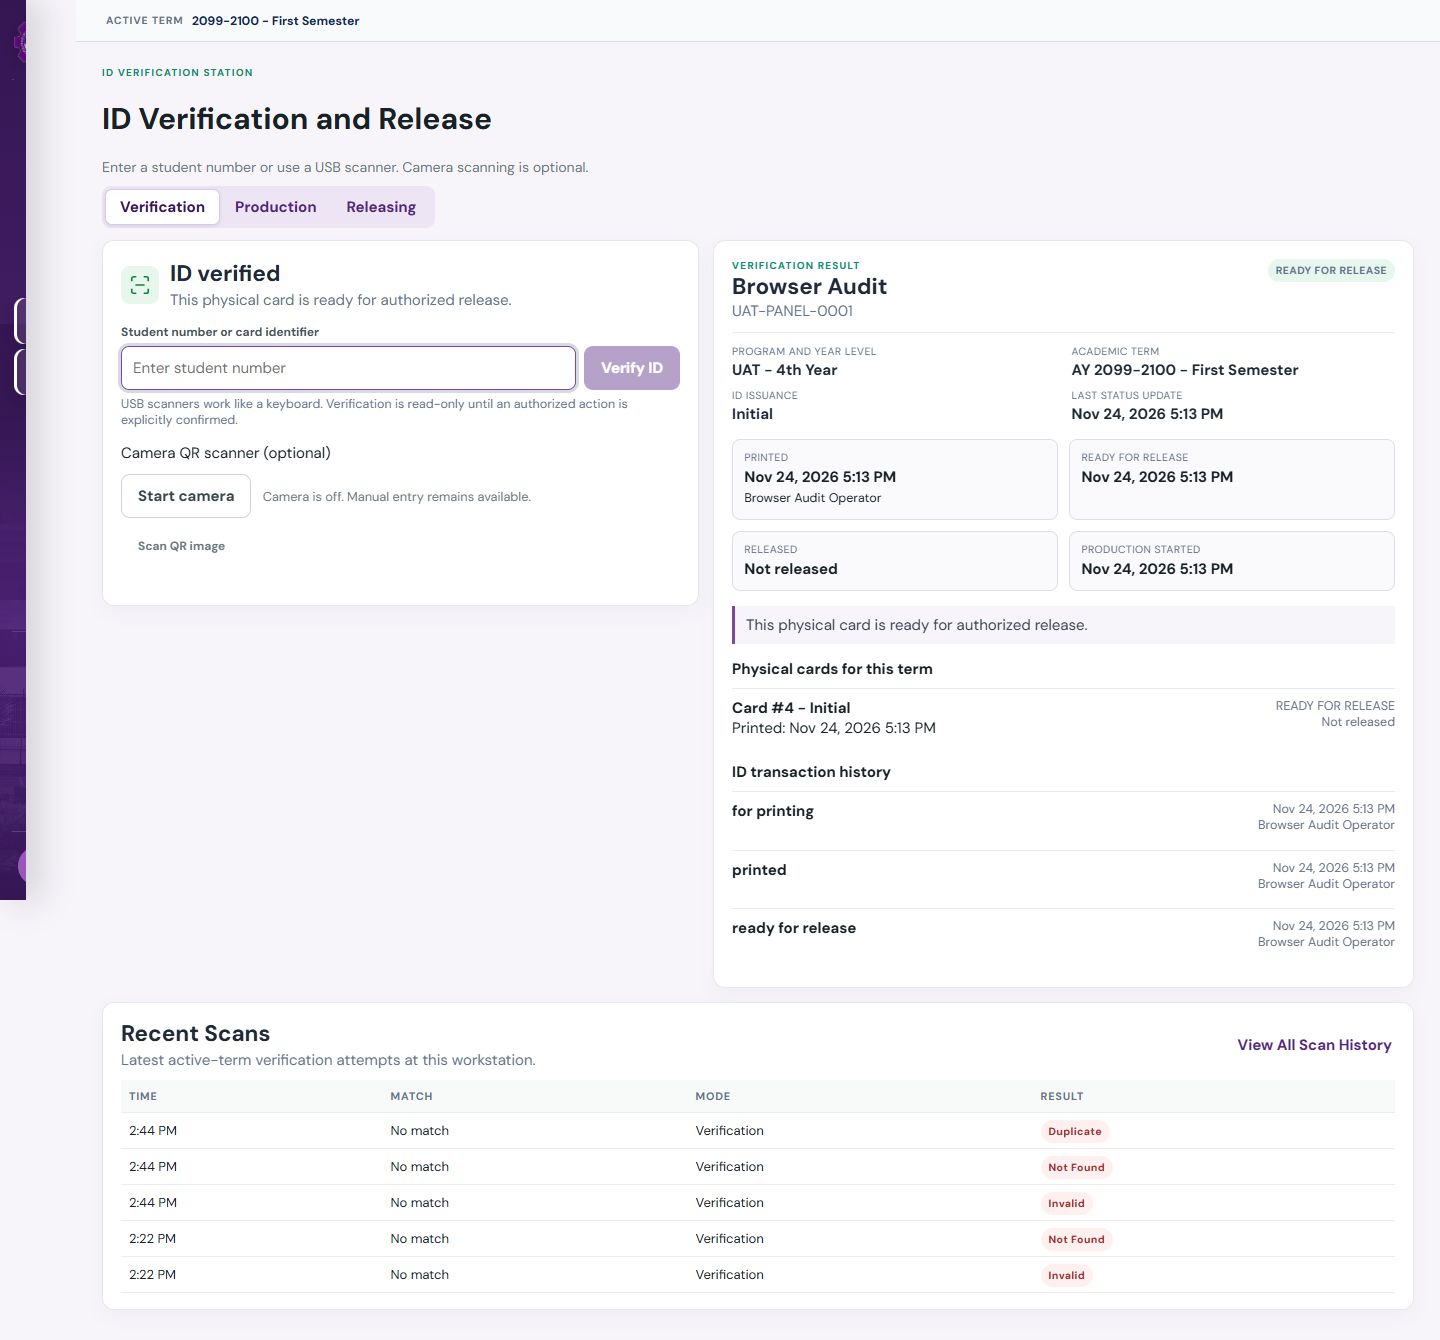 ACTIVE TERM 2099-2100 - First Semester
ID VERIFICATION STATION
ID Verification and Release
Enter a student number or use a USB scanner. Camera scanning is optional.
Verification Production Releasing
ID verified
This physical card is ready for authorized release.
Student number or card identifier
Enter student number Verify ID
USB scanners work like a keyboard. Verification is read-only until an authorized action is
explicitly confirmed.
Camera QR scanner (optional)
Start camera Camera is off. Manual entry remains available.
Scan QR image
VERIFICATION RESULT
Browser Audit READY FOR RELEASE
UAT-PANEL-0001
PROGRAM AND YEAR LEVEL ACADEMIC TERM
UAT - 4th Year AY 2099-2100 - First Semester
ID ISSUANCE LAST STATUS UPDATE
Initial Nov 24, 2026 5:13 PM
PRINTED READY FOR RELEASE
Nov 24, 2026 5:13 PM Nov 24, 2026 5:13 PM
Browser Audit Operator
RELEASED PRODUCTION STARTED
Not released Nov 24, 2026 5:13 PM
This physical card is ready for authorized release.
Physical cards for this term
Card #4 - Initial READY FOR RELEASE
Printed: Nov 24, 2026 5:13 PM Not released
ID transaction history
for printing Nov 24, 2026 5:13 PM
Browser Audit Operator
printed Nov 24, 2026 5:13 PM
Browser Audit Operator
ready for release Nov 24, 2026 5:13 PM
Browser Audit Operator
Recent Scans
Latest active-term verification attempts at this workstation. View All Scan History
TIME MATCH MODE RESULT
2:44 PM No match Verification Duplicate
2:44 PM No match Verification Not Found
2:44 PM No match Verification Invalid
2:22 PM No match Verification Not Found
2:22 PM No match Verification Invalid